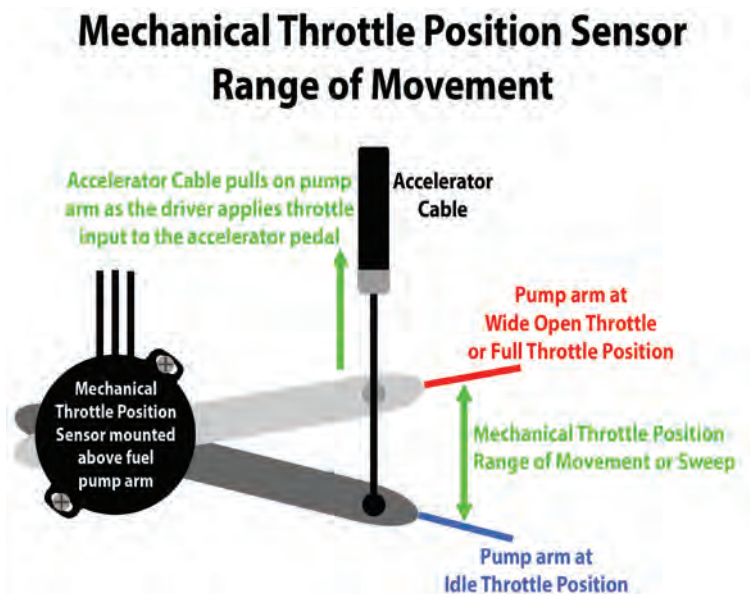 Mechanical Throttle Position Sensor
Range of Movement
Accelerator Cable pulls on pump
arm as the driver applies throttle
input to the accelerator pedal
Accelerator
Cable
Pump arm at
Wide Open Throttle
or Full Throttle Position
Mechanical
Throttle Position
Sensor mounted
above fuel
pump arm
Mechanical Throttle Position
Range of Movement or Sweep
Pump arm at
Idle Throttle Position